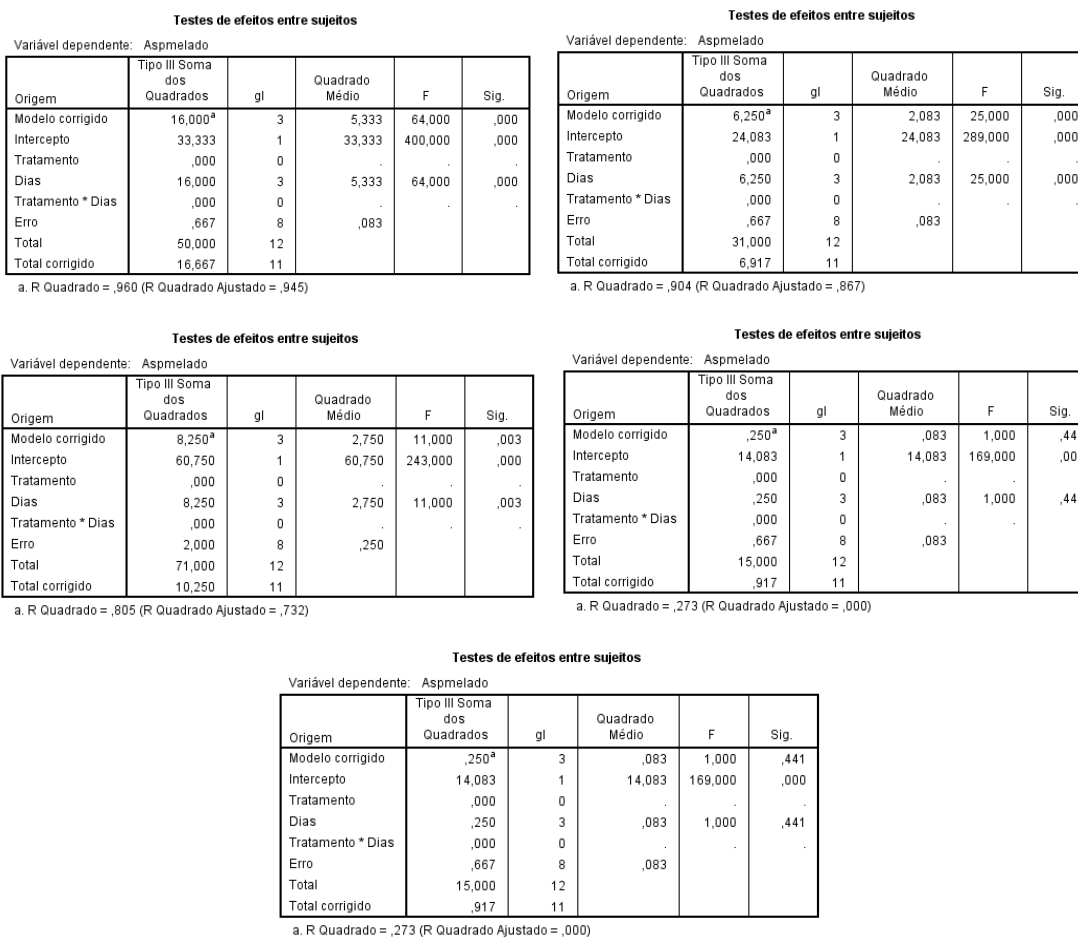 Testes de efeitos entre sujeitos
Variável dependente: Aspmelado
Origem Tipo III Soma dos Quadrados gl Quadrado Médio F Sig.
Modelo corrigido 16,000a 3 5,333 64,000 ,000
Intercepto 33,333 1 33,333 400,000 ,000
Tratamento ,000 0 . . .
Dias 16,000 3 5,333 64,000 ,000
Tratamento * Dias ,000 0 . . .
Erro ,667 8 ,083
Total 50,000 12
Total corrigido 16,667 11
a. R Quadrado = ,960 (R Quadrado Ajustado = ,945)
Testes de efeitos entre sujeitos
Variável dependente: Aspmelado
Origem Tipo III Soma dos Quadrados gl Quadrado Médio F Sig.
Modelo corrigido 6,250a 3 2,083 25,000 ,000
Intercepto 24,083 1 24,083 289,000 ,000
Tratamento ,000 0 . . .
Dias 6,250 3 2,083 25,000 ,000
Tratamento * Dias ,000 0 . . .
Erro ,667 8 ,083
Total 31,000 12
Total corrigido 6,917 11
a. R Quadrado = ,904 (R Quadrado Ajustado = ,867)
Testes de efeitos entre sujeitos
Variável dependente: Aspmelado
Origem Tipo III Soma dos Quadrados gl Quadrado Médio F Sig.
Modelo corrigido 8,250a 3 2,750 11,000 ,003
Intercepto 60,750 1 60,750 243,000 ,000
Tratamento ,000 0 . . .
Dias 8,250 3 2,750 11,000 ,003
Tratamento * Dias ,000 0 . . .
Erro 2,000 8 ,250
Total 71,000 12
Total corrigido 10,250 11
a. R Quadrado = ,805 (R Quadrado Ajustado = ,732)
Testes de efeitos entre sujeitos
Variável dependente: Aspmelado
Origem Tipo III Soma dos Quadrados gl Quadrado Médio F Sig.
Modelo corrigido ,250a 3 ,083 1,000 ,44
Intercepto 14,083 1 14,083 169,000 ,00
Tratamento ,000 0 . .
Dias ,250 3 ,083 1,000 ,44
Tratamento * Dias ,000 0 . .
Erro ,667 8 ,083
Total 15,000 12
Total corrigido ,917 11
a. R Quadrado = ,273 (R Quadrado Ajustado = ,000)
Testes de efeitos entre sujeitos
Variável dependente: Aspmelado
Origem Tipo III Soma dos Quadrados gl Quadrado Médio F Sig.
Modelo corrigido ,250a 3 ,083 1,000 ,441
Intercepto 14,083 1 14,083 169,000 ,000
Tratamento ,000 0 . . .
Dias ,250 3 ,083 1,000 ,441
Tratamento * Dias ,000 0 . . .
Erro ,667 8 ,083
Total 15,000 12
Total corrigido ,917 11
a. R Quadrado = ,273 (R Quadrado Ajustado = ,000)